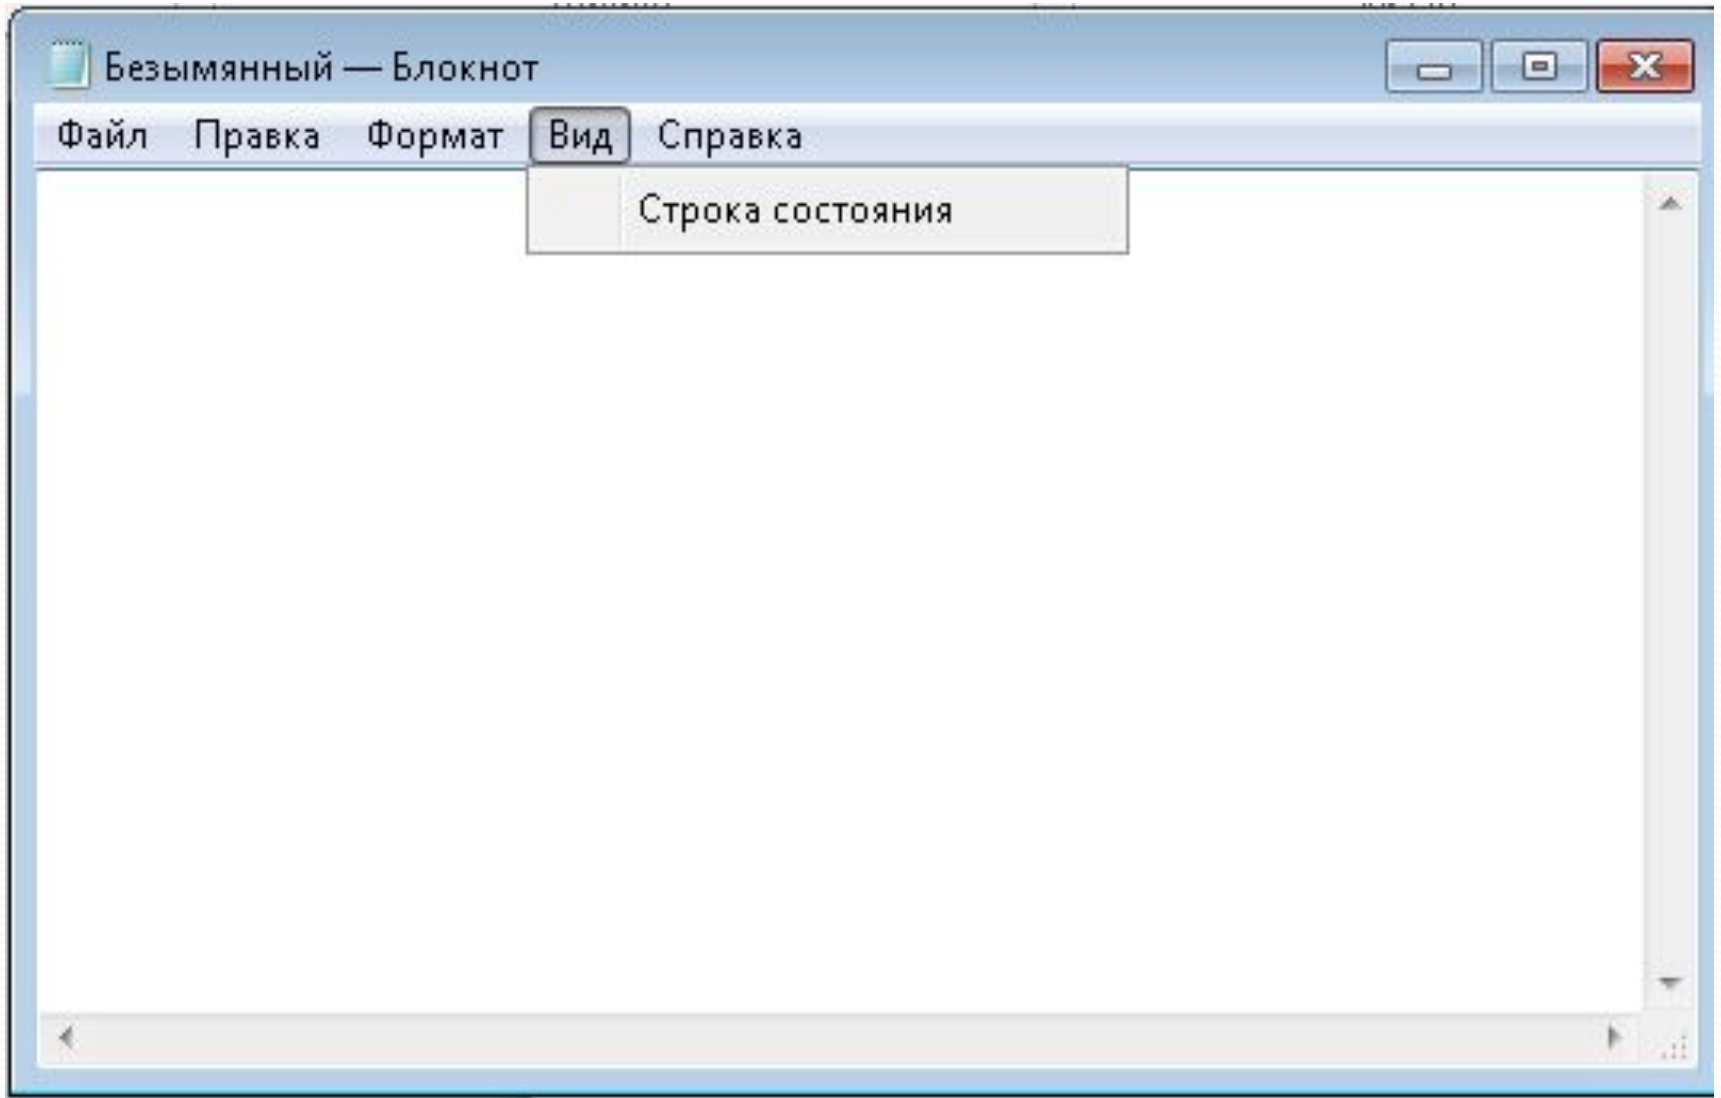 Безымянный — Блокнот
Файл Правка Формат Вид Справка
Строка состояния